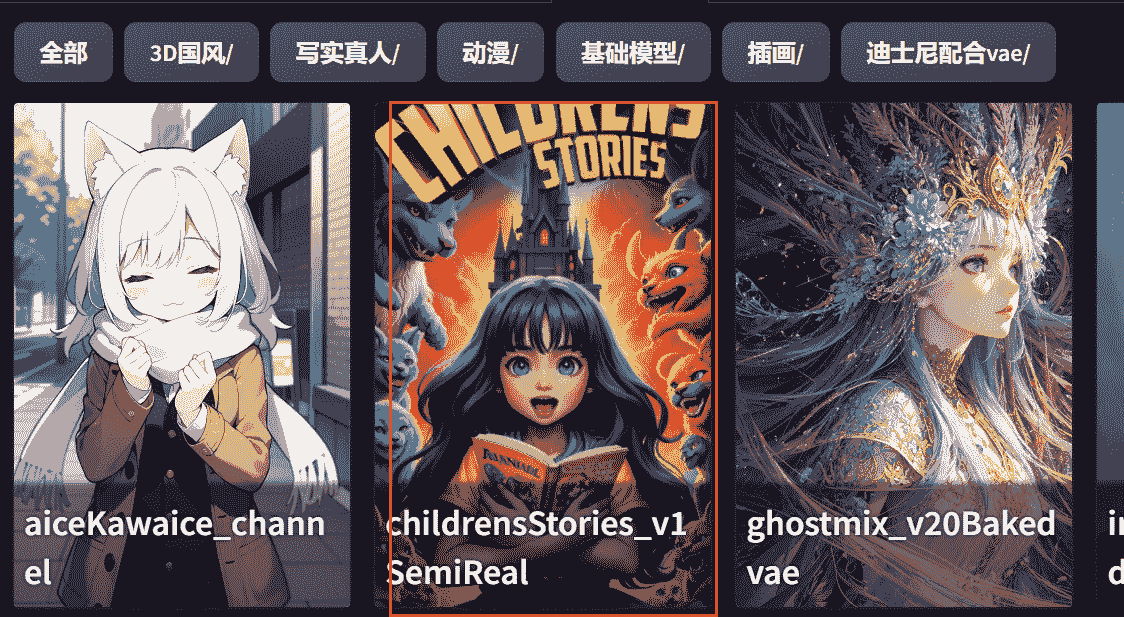 全部
3D国风/
写实真人/
动漫/
基础模型/
插画/
迪士尼配合vae/
CHILDRENS
STORIES
aiceKawaice_chann
el
childrensStories_v1
SemiReal
ghostmix_v20Baked
vae